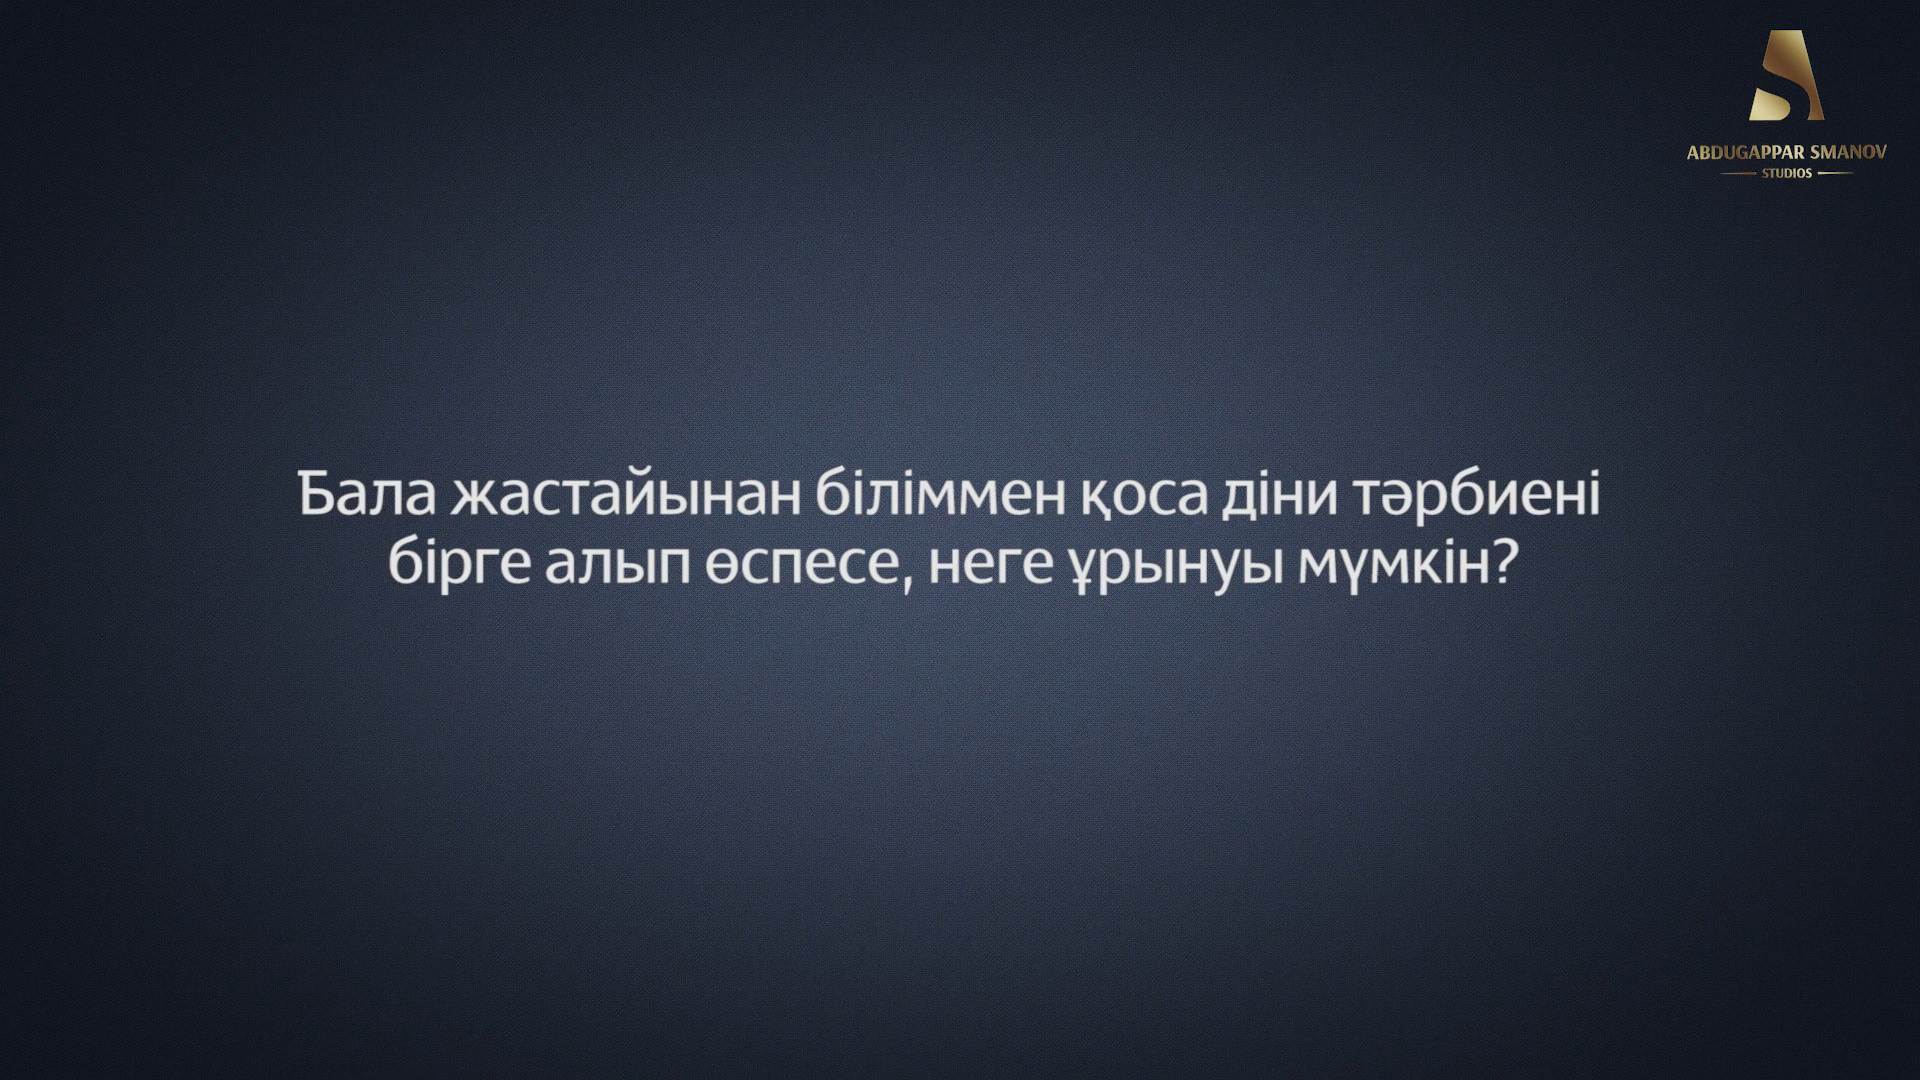 ABDUGAPPAR SMANOV
STUDIOS
Бала жастайынан біліммен қоса діни тәрбиені
бірге алып өспесе, неге ұрынуы мүмкін?